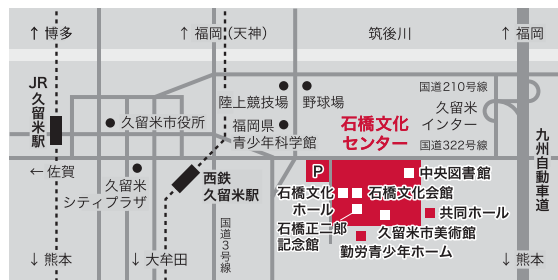 ↑博多
↑福岡(天神)
筑後川
↑福岡
国道210号線
JR
久留米駅
陸上競技場
野球場
久留米
インター
久留米市役所
福岡県
青少年科学館
石橋文化
センター
国道322号線
九州自動車道
←佐賀
P
中央図書館
久留米
シティプラザ
西鉄
久留米駅
石橋文化
ホール
石橋文化会館
共同ホール
国道3号線
石橋正二郎
記念館
久留米市美術館
勤労青少年ホーム
↓熊本
↓大牟田
↓熊本